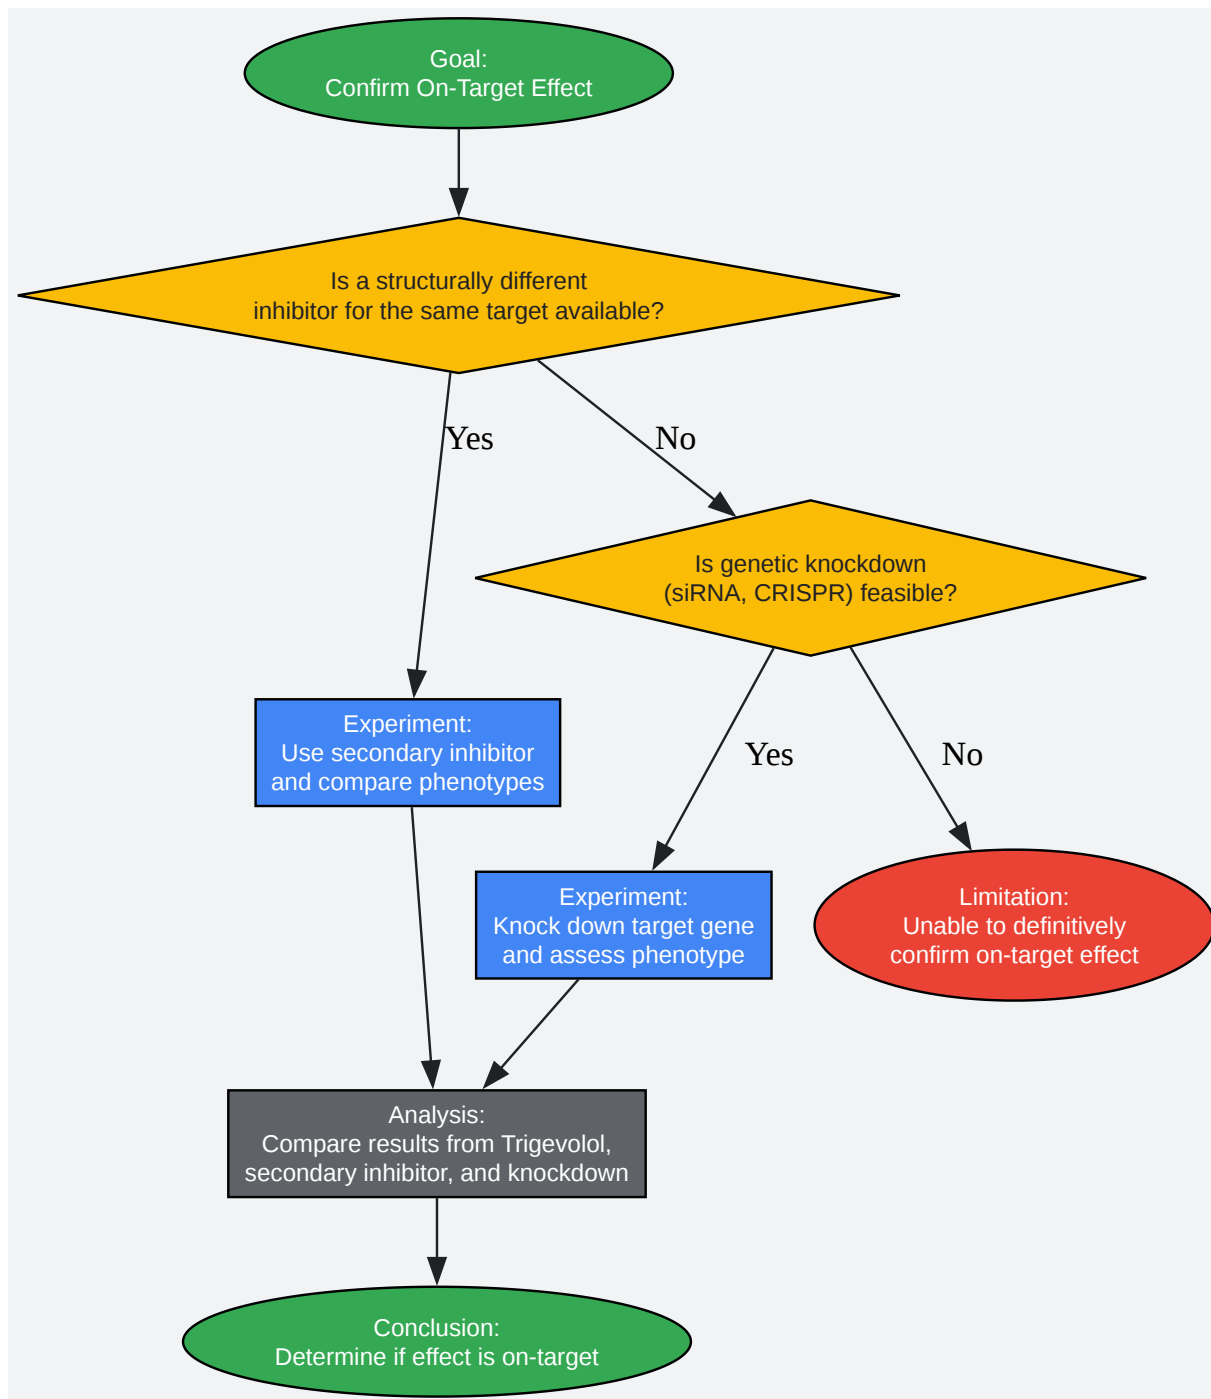 Goal:
Confirm On-Target Effect
Is a structurally different
inhibitor for the same target available?
Yes
No
Is genetic knockdown
(siRNA, CRISPR) feasible?
Experiment:
Use secondary inhibitor
and compare phenotypes
Yes
No
Experiment:
Knock down target gene
and assess phenotype
Limitation:
Unable to definitively
confirm on-target effect
Analysis:
Compare results from Trigevolol,
secondary inhibitor, and knockdown
Conclusion:
Determine if effect is on-target